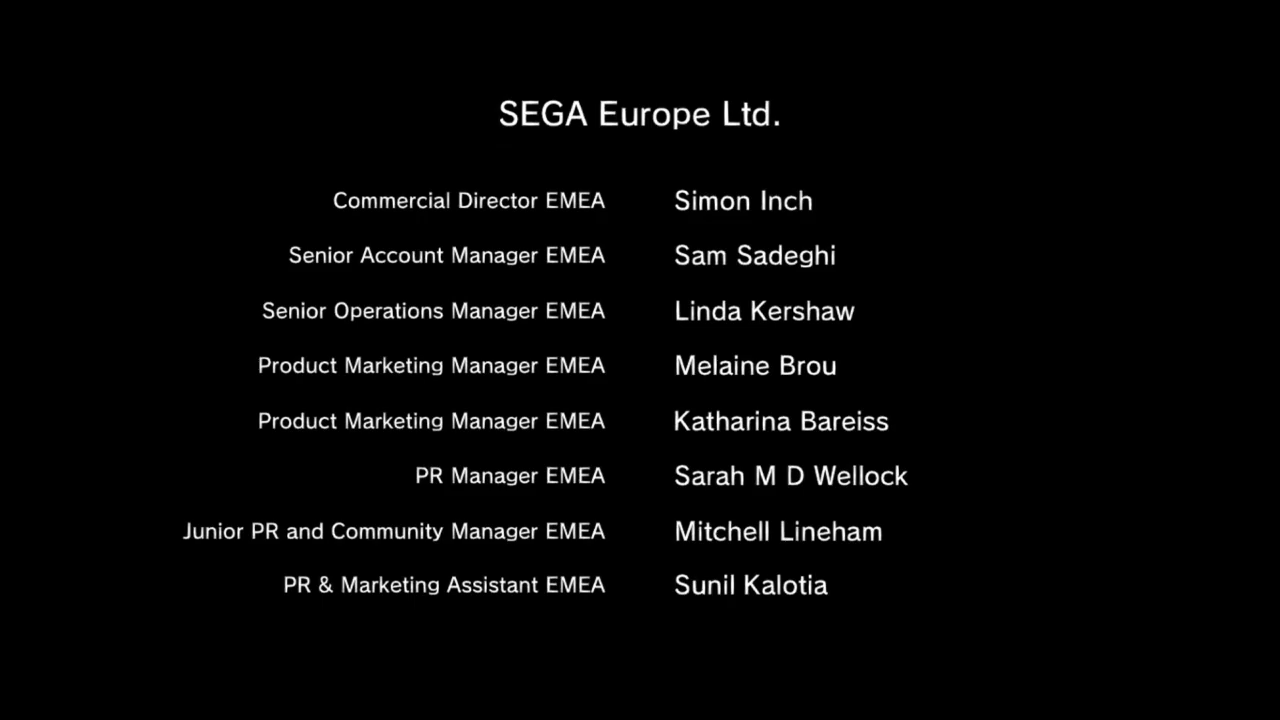 SEGA Europe Ltd.
Commercial Director EMEA Simon Inch
Senior Account Manager EMEA Sam Sadeghi
Senior Operations Manager EMEA Linda Kershaw
Product Marketing Manager EMEA Melaine Brou
Product Marketing Manager EMEA Katharina Bareiss
PR Manager EMEA Sarah M D Wellock
Junior PR and Community Manager EMEA Mitchell Lineham
PR & Marketing Assistant EMEA Sunil Kalotia